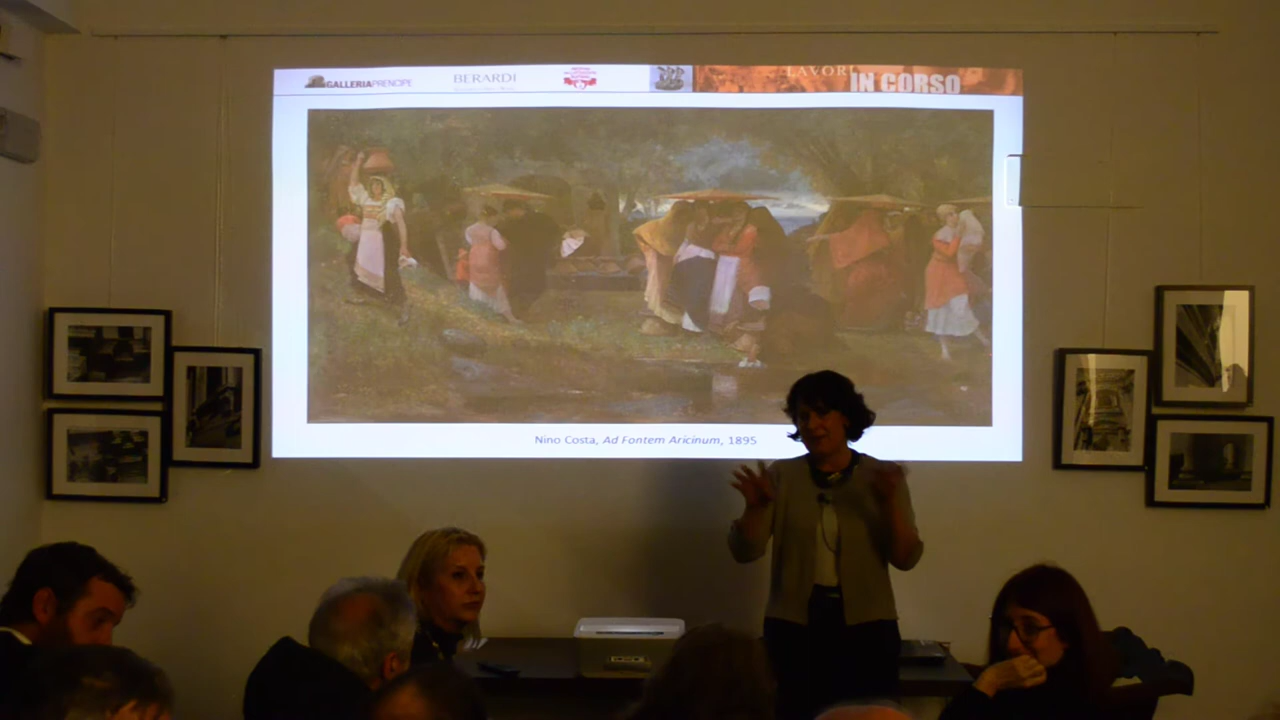 GALLERIAPRENCIPE
BERARDI
LAVORI
IN CORSO
Nino Costa, Ad Fontem Aricinum, 1895